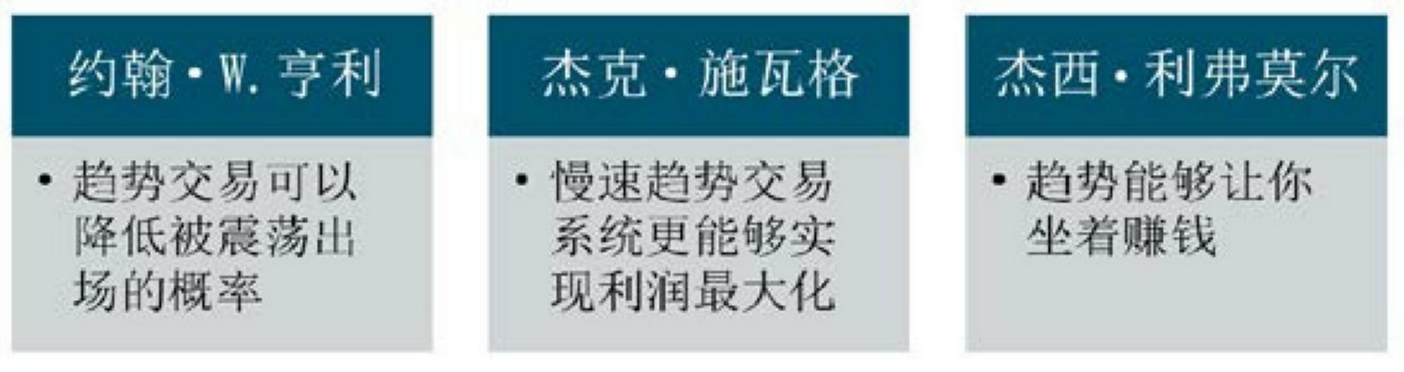 约翰·W. 亨利
• 趋势交易可以
降低被震荡出
场的概率
杰克·施瓦格
• 慢速趋势交易
系统更能够实
现利润最大化
杰西·利弗莫尔
• 趋势能够让你
坐着赚钱